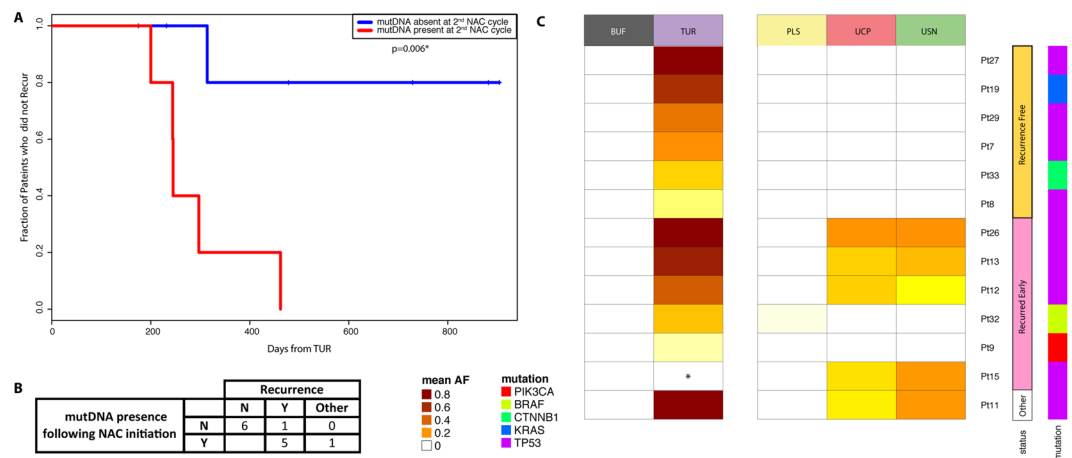 A
mutDNA absent at 2nd NAC cycle
mutDNA present at 2nd NAC cycle
p=0.006*
Fraction of Pateints who did not Recur
1.0
0.8
0.6
0.4
0.2
0.0
0
200
400
600
800
Days from TUR
B
Recurrence
N Y Other
mutDNA presence following NAC initiation
N 6 1 0
Y 5 1
mean AF
0.8
0.6
0.4
0.2
0
mutation
PIK3CA
BRAF
CTNNB1
KRAS
TP53
C
BUF TUR PLS UCP USN
Pt27
Pt19
Pt29
Pt7
Pt33
Pt8
Pt26
Pt13
Pt12
Pt32
Pt9
* Pt15
Pt11
Recurrence Free
Recurred Early
Other
status
mutation